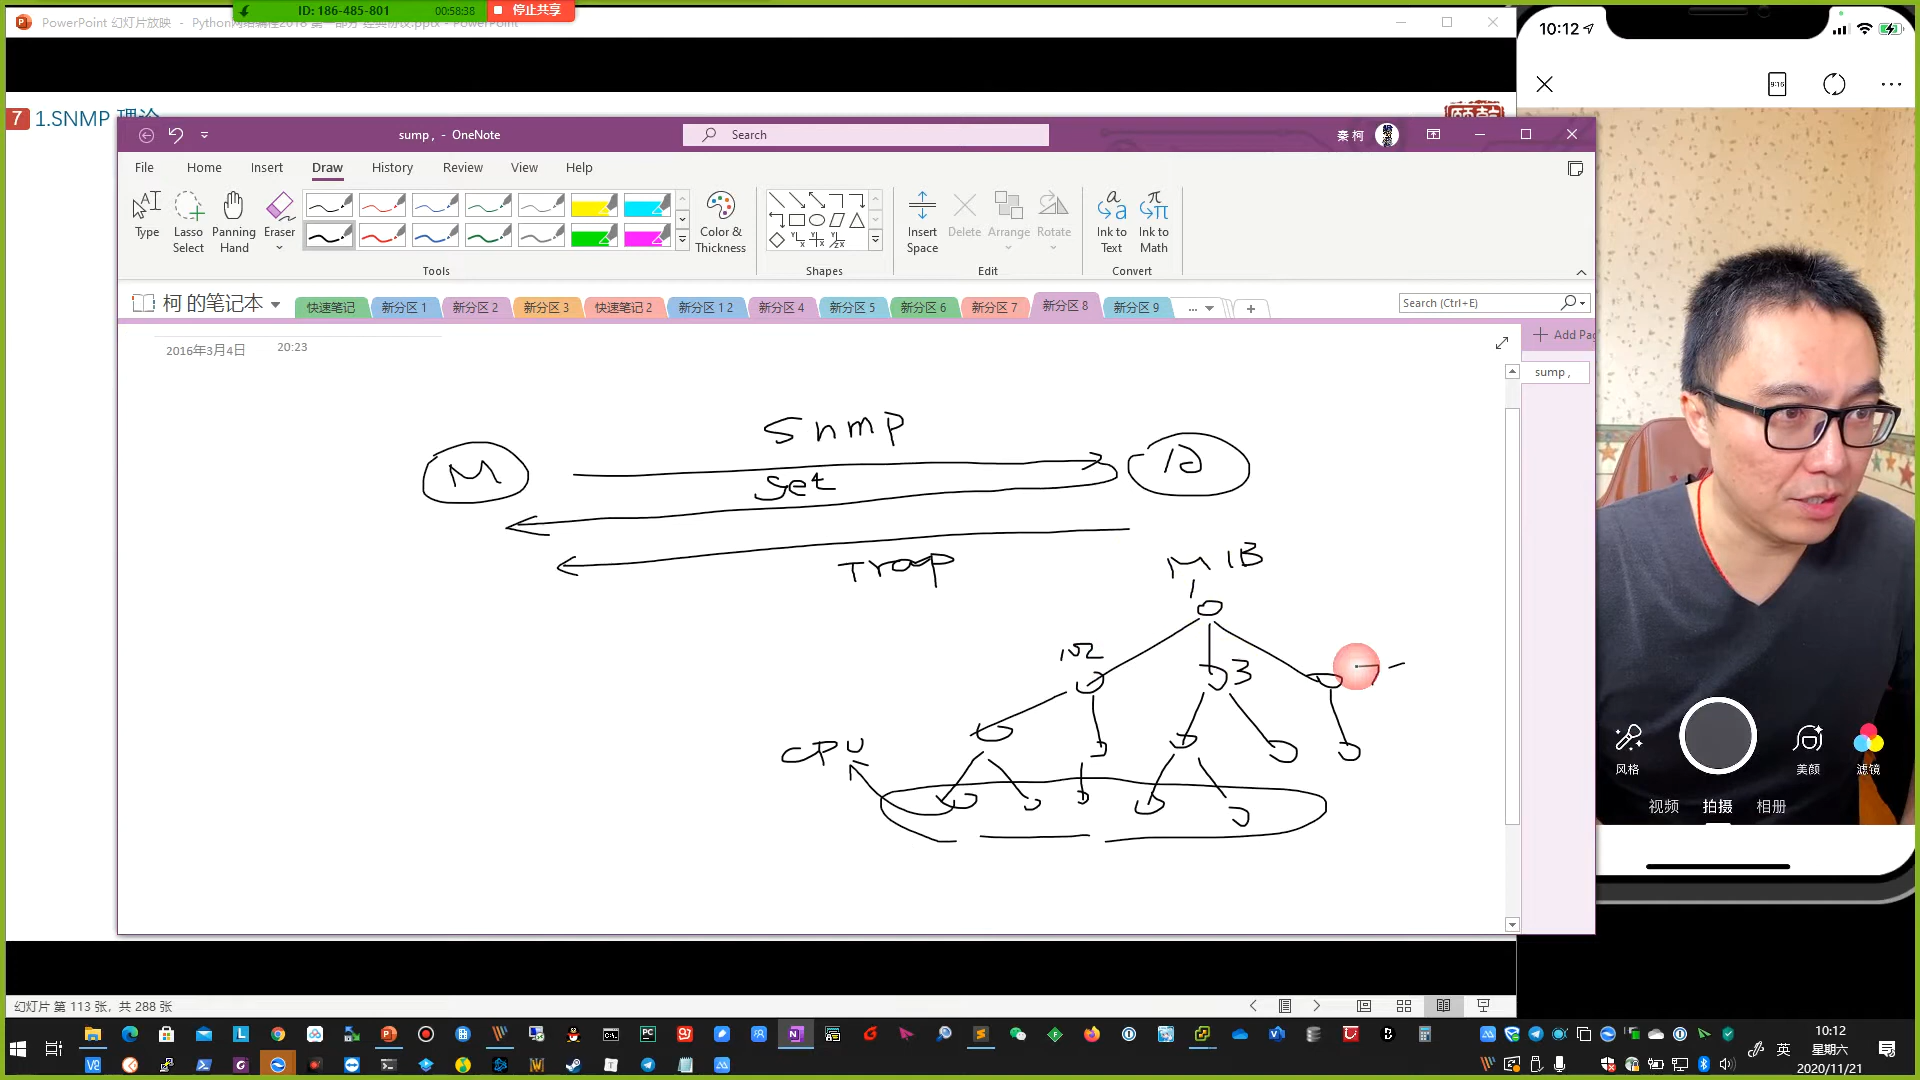 PowerPoint 幻灯片放映 - Python网络编程2018 第一部分 经典协议.pptx - PowerPoint
ID: 186-485-801 00:58:38 停止共享
10:12
7 1.SNMP 理论
sump , - OneNote
Search
秦 柯
File Home Insert Draw History Review View Help
Type
Lasso Select
Panning Hand
Eraser
Color & Thickness
Insert Space
Delete
Arrange
Rotate
Ink to Text
Ink to Math
Tools
Shapes
Edit
Convert
柯 的笔记本
快速笔记 新分区 1 新分区 2 新分区 3 快速笔记 2 新分区 1 2 新分区 4 新分区 5 新分区 6 新分区 7 新分区 8 新分区 9 ...
Search (Ctrl+E)
Add Pag
2016年3月4日 20:23
sump ,
Snmp
M
Set
Trap
MIB
1
3
CPU
风格
美颜
滤镜
视频 拍摄 相册
幻灯片 第 113 张，共 288 张
英
10:12
星期六
2020/11/21